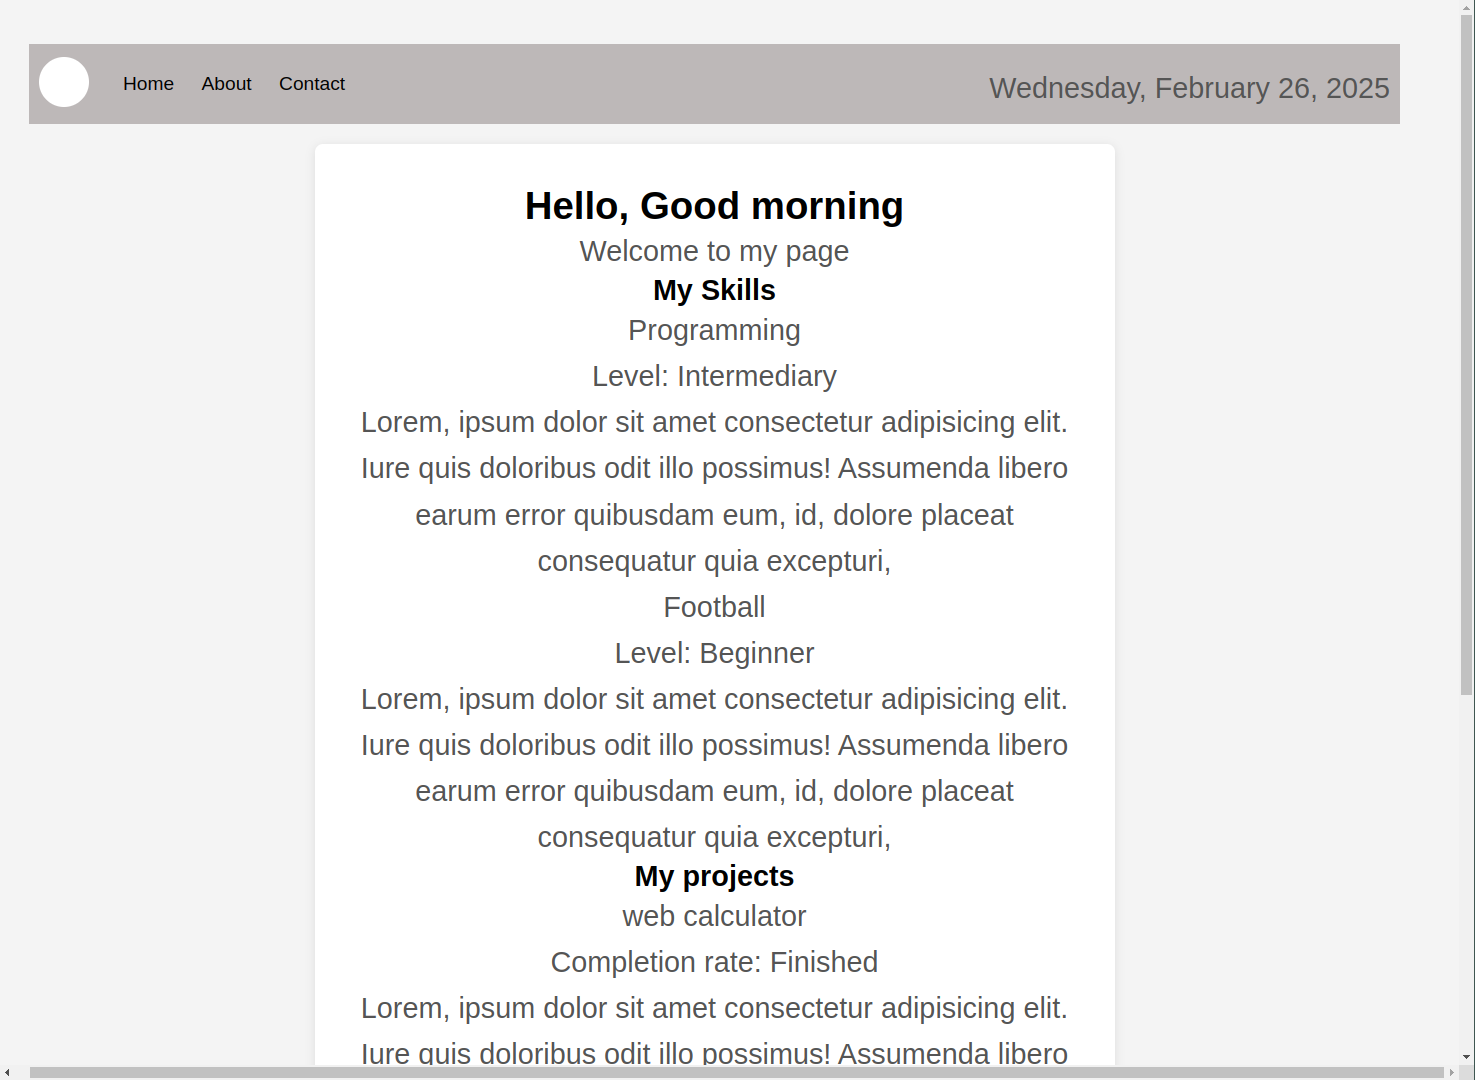 Home About Contact
Wednesday, February 26, 2025
Hello, Good morning
Welcome to my page
My Skills
Programming
Level: Intermediary
Lorem, ipsum dolor sit amet consectetur adipisicing elit.
Iure quis doloribus odit illo possimus! Assumenda libero
earum error quibusdam eum, id, dolore placeat
consequatur quia excepturi,
Football
Level: Beginner
Lorem, ipsum dolor sit amet consectetur adipisicing elit.
Iure quis doloribus odit illo possimus! Assumenda libero
earum error quibusdam eum, id, dolore placeat
consequatur quia excepturi,
My projects
web calculator
Completion rate: Finished
Lorem, ipsum dolor sit amet consectetur adipisicing elit.
Iure quis doloribus odit illo possimus! Assumenda libero